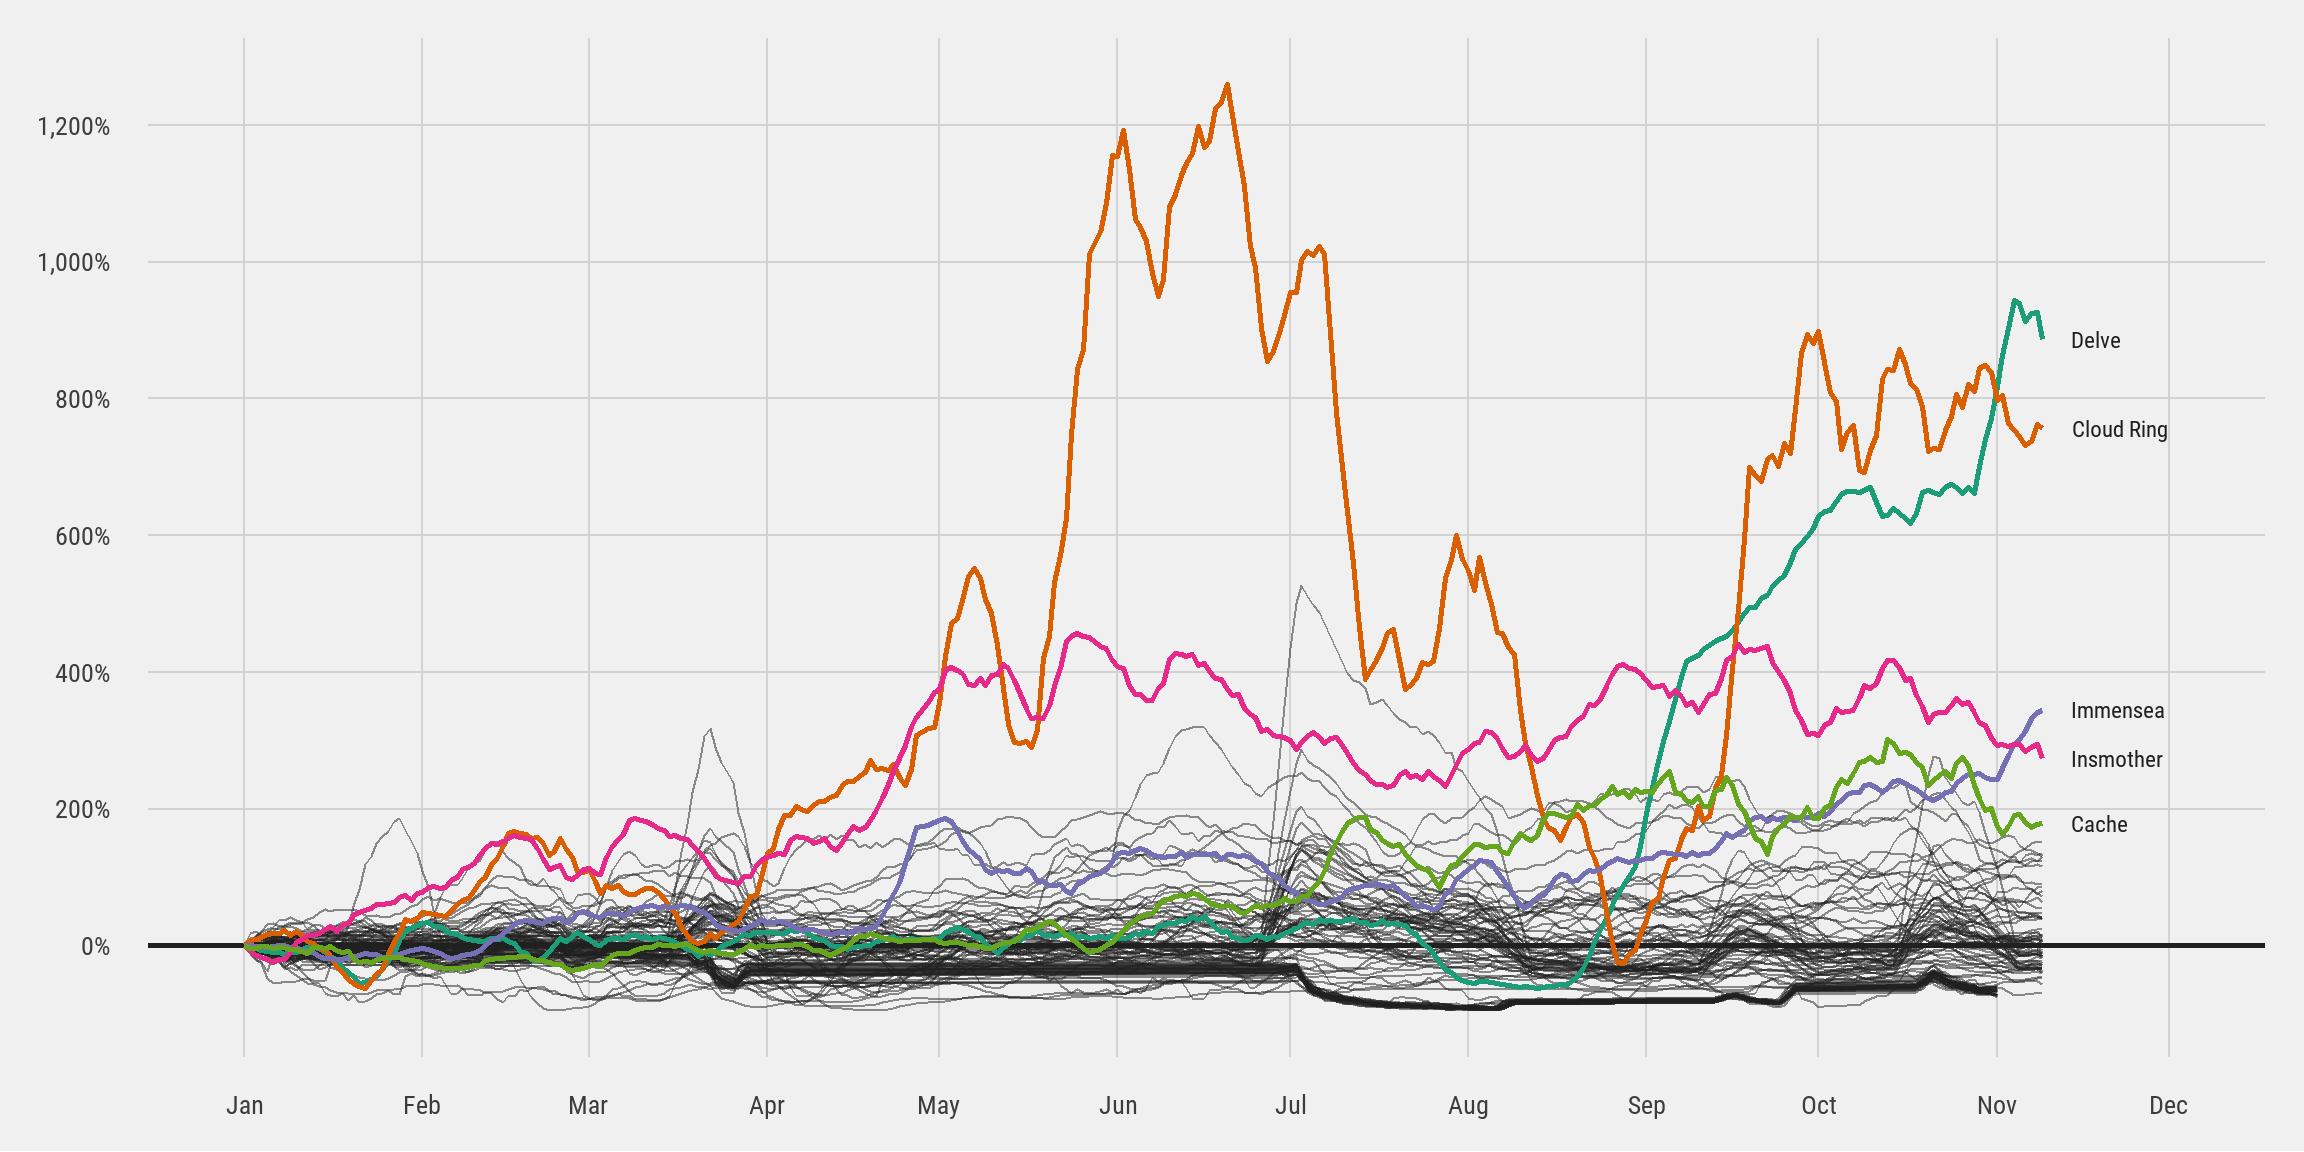 1,200%
1,000%
800%
600%
400%
200%
0%
Delve
Cloud Ring
Immensea
Insmother
Cache
Jan Feb Mar Apr May Jun Jul Aug Sep Oct Nov Dec